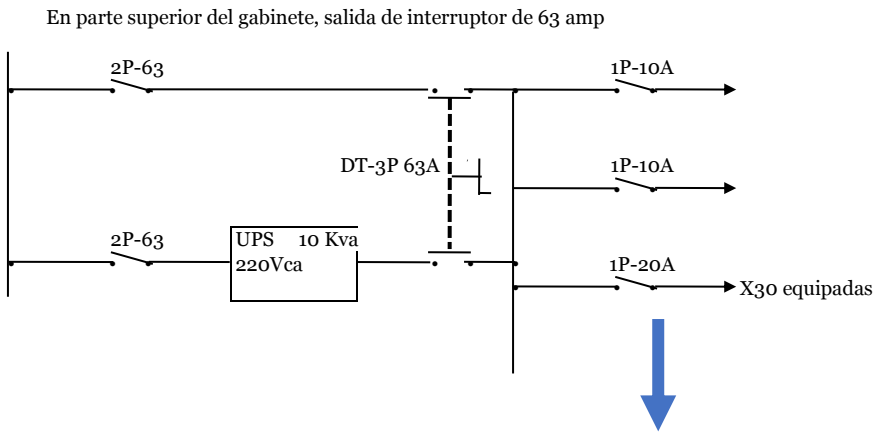 En parte superior del gabinete, salida de interruptor de 63 amp
2P-63
1P-10A
DT-3P 63A
1P-10A
2P-63
UPS 10 Kva
220Vca
1P-20A
X30 equipadas